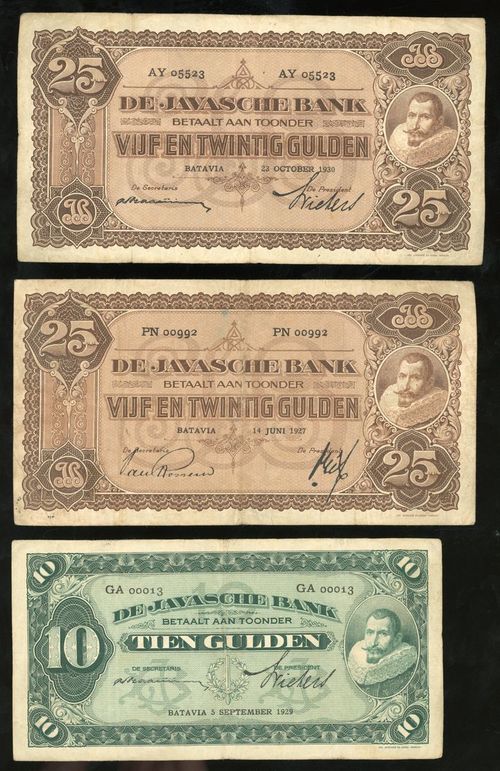 25
AY 05523 AY 05523
DE JAVASCHE BANK
BETAALT AAN TOONDER
VIJF EN TWINTIG GULDEN
BATAVIA 23 OCTOBER 1930
De Secretaris De President
25
25
PN 00992 PN 00992
DE JAVASCHE BANK
BETAALT AAN TOONDER
VIJF EN TWINTIG GULDEN
BATAVIA 14 JUNI 1927
De Secretaris De President
25
10 10
GA 00013 GA 00013
DE JAVASCHE BANK
BETAALT AAN TOONDER
10 TIEN GULDEN
DE SECRETARIS DE PRESIDENT
BATAVIA 5 SEPTEMBER 1929
10 10